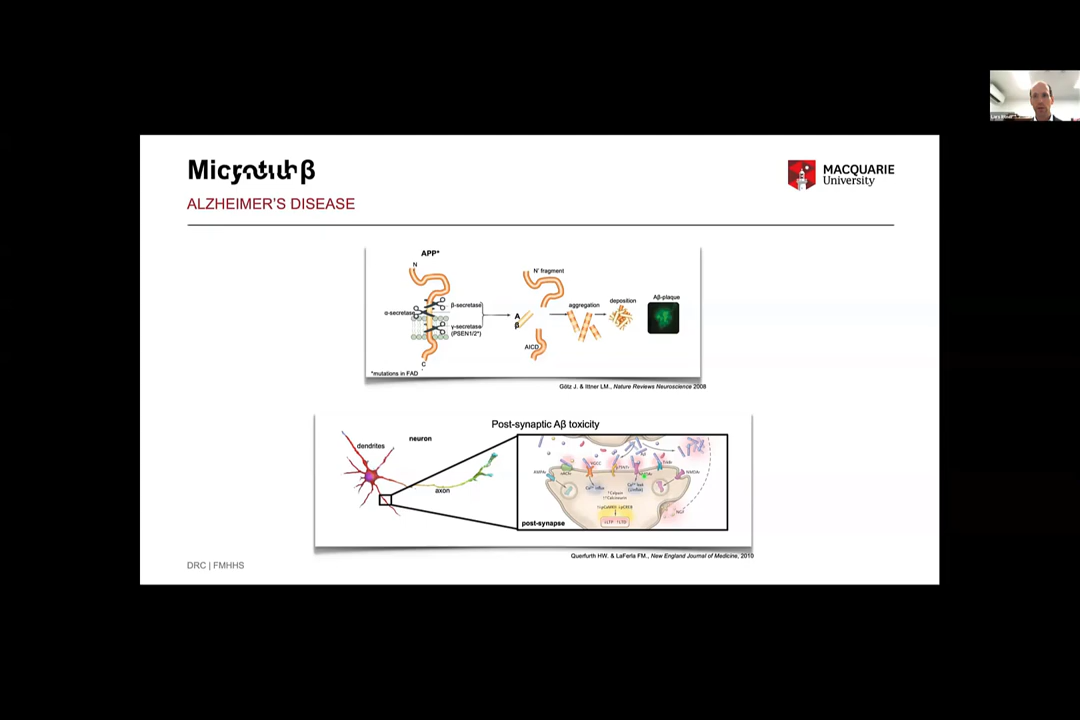 MACQUARIE
University
ALZHEIMER'S DISEASE
APP*
N
N' fragment
β-secretase
α-secretase
γ-secretase
(PSEN1/2*)
A
β
aggregation
deposition
Aβ-plaque
AICD
C
*mutations in FAD
Götz J. & Ittner LM., Nature Reviews Neuroscience 2008
Post-synaptic Aβ toxicity
neuron
dendrites
axon
post-synapse
Querfurth HW. & LaFerla FM., New England Journal of Medicine, 2010
DRC | FMHHS